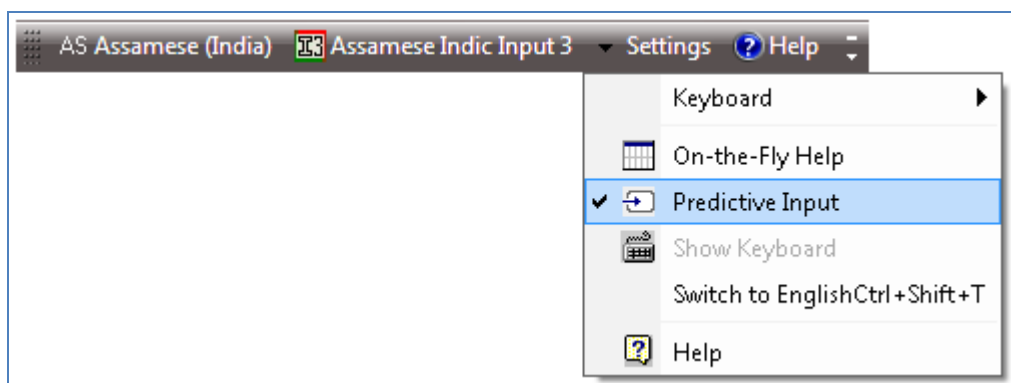 AS Assamese (India) I3 Assamese Indic Input 3 Settings ? Help
Keyboard
On-the-Fly Help
Predictive Input
Show Keyboard
Switch to EnglishCtrl+Shift+T
? Help